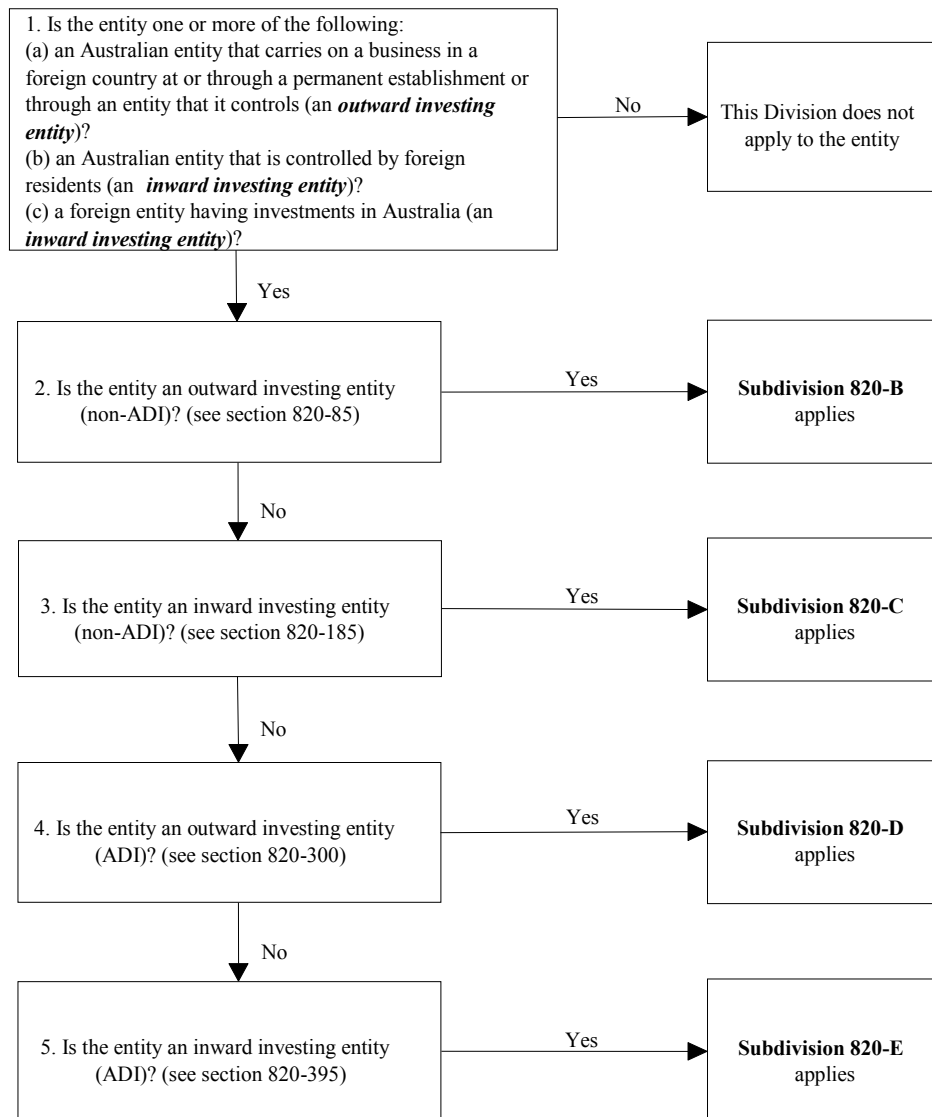 1. Is the entity one or more of the following:
(a) an Australian entity that carries on a business in a
foreign country at or through a permanent establishment or
through an entity that it controls (an outward investing
entity)?
(b) an Australian entity that is controlled by foreign
residents (an inward investing entity)?
(c) a foreign entity having investments in Australia (an
inward investing entity)?
No
This Division does not
apply to the entity
Yes
2. Is the entity an outward investing entity
(non-ADI)? (see section 820-85)
Yes
Subdivision 820-B
applies
No
3. Is the entity an inward investing entity
(non-ADI)? (see section 820-185)
Yes
Subdivision 820-C
applies
No
4. Is the entity an outward investing entity
(ADI)? (see section 820-300)
Yes
Subdivision 820-D
applies
No
5. Is the entity an inward investing entity
(ADI)? (see section 820-395)
Yes
Subdivision 820-E
applies